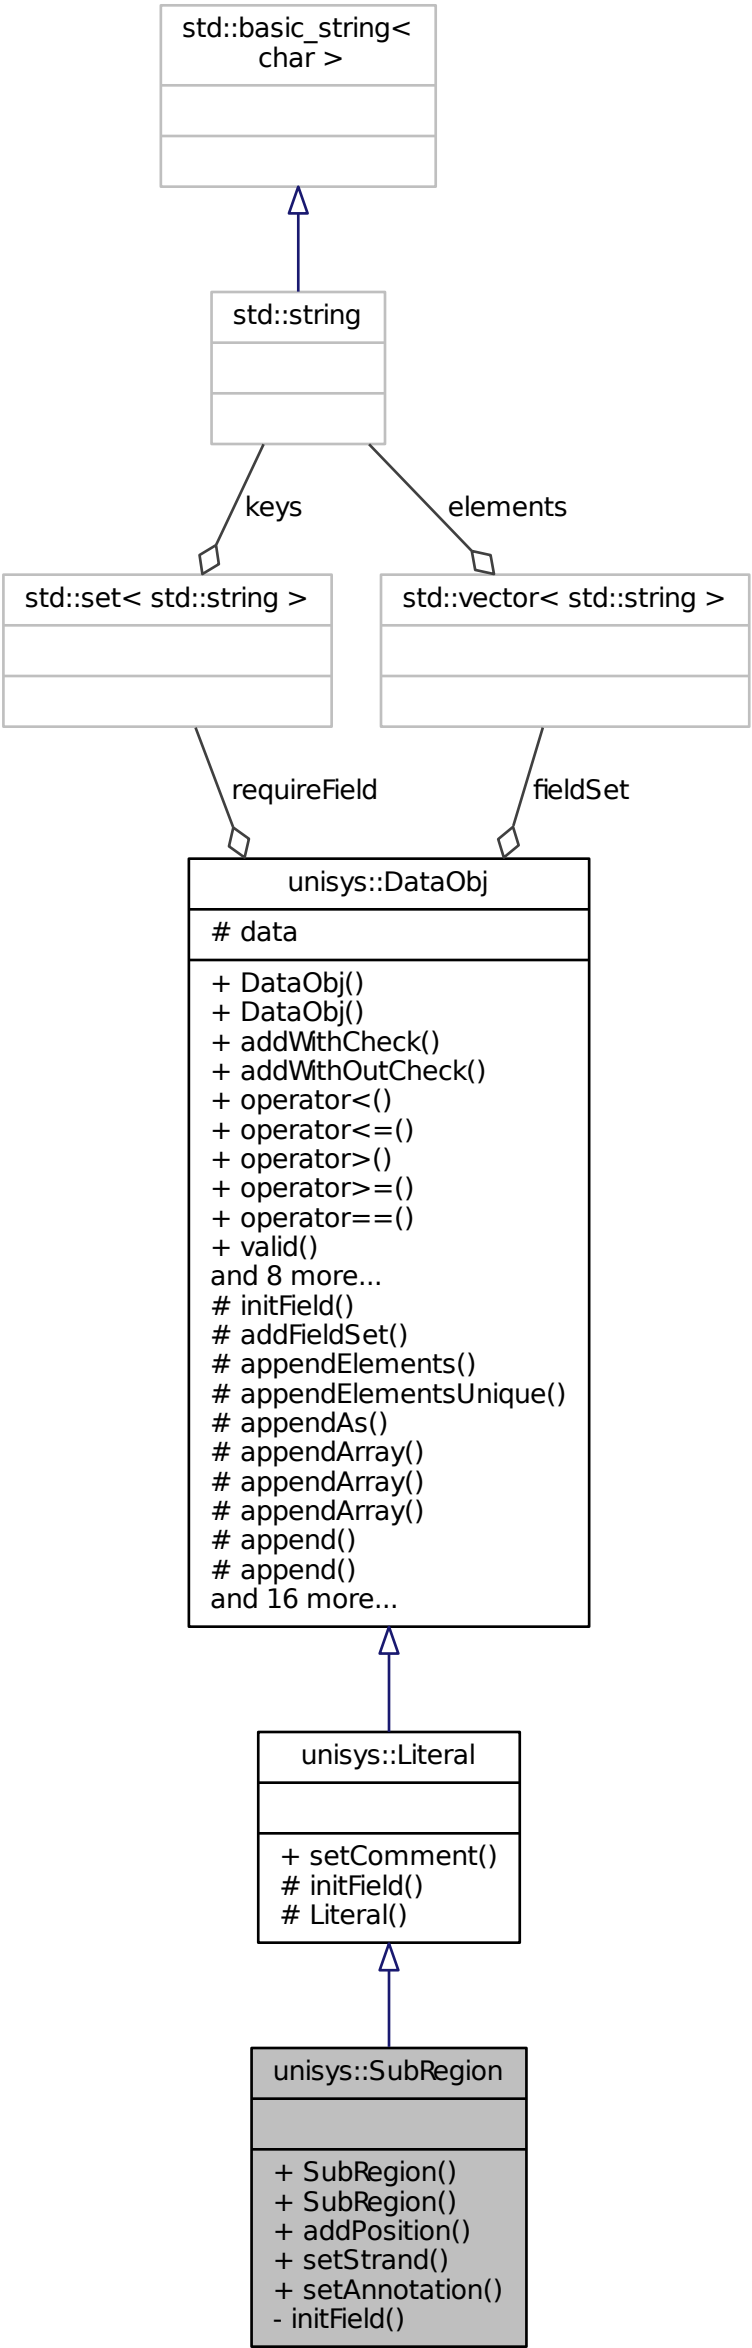 std::basic_string<
char >
std::string
keys
elements
std::set< std::string >
std::vector< std::string >
requireField
fieldSet
unisys::DataObj
# data
+ DataObj()
+ DataObj()
+ addWithCheck()
+ addWithOutCheck()
+ operator<()
+ operator<=()
+ operator>()
+ operator>=()
+ operator==()
+ valid()
and 8 more...
# initField()
# addFieldSet()
# appendElements()
# appendElementsUnique()
# appendAs()
# appendArray()
# appendArray()
# appendArray()
# append()
# append()
and 16 more...
unisys::Literal
+ setComment()
# initField()
# Literal()
unisys::SubRegion
+ SubRegion()
+ SubRegion()
+ addPosition()
+ setStrand()
+ setAnnotation()
- initField()